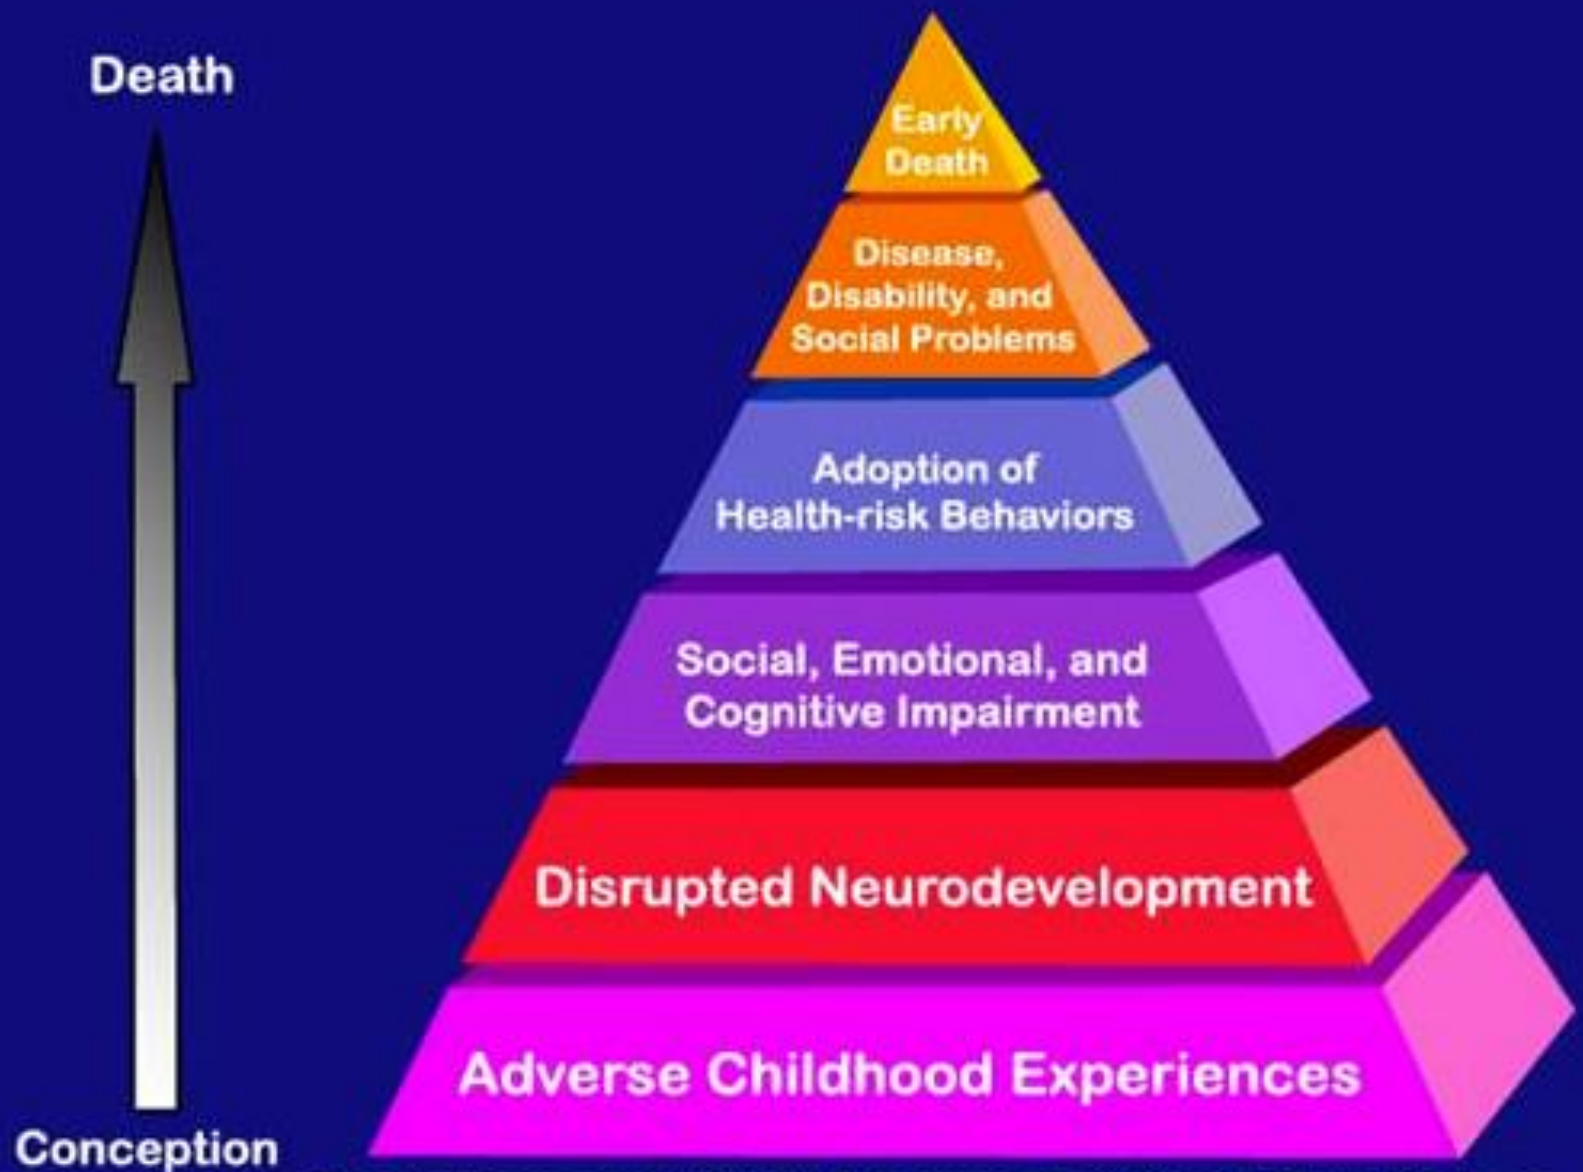 Death
Early
Death
Disease,
Disability, and
Social Problems
Adoption of
Health-risk Behaviors
Social, Emotional, and
Cognitive Impairment
Disrupted Neurodevelopment
Adverse Childhood Experiences
Conception